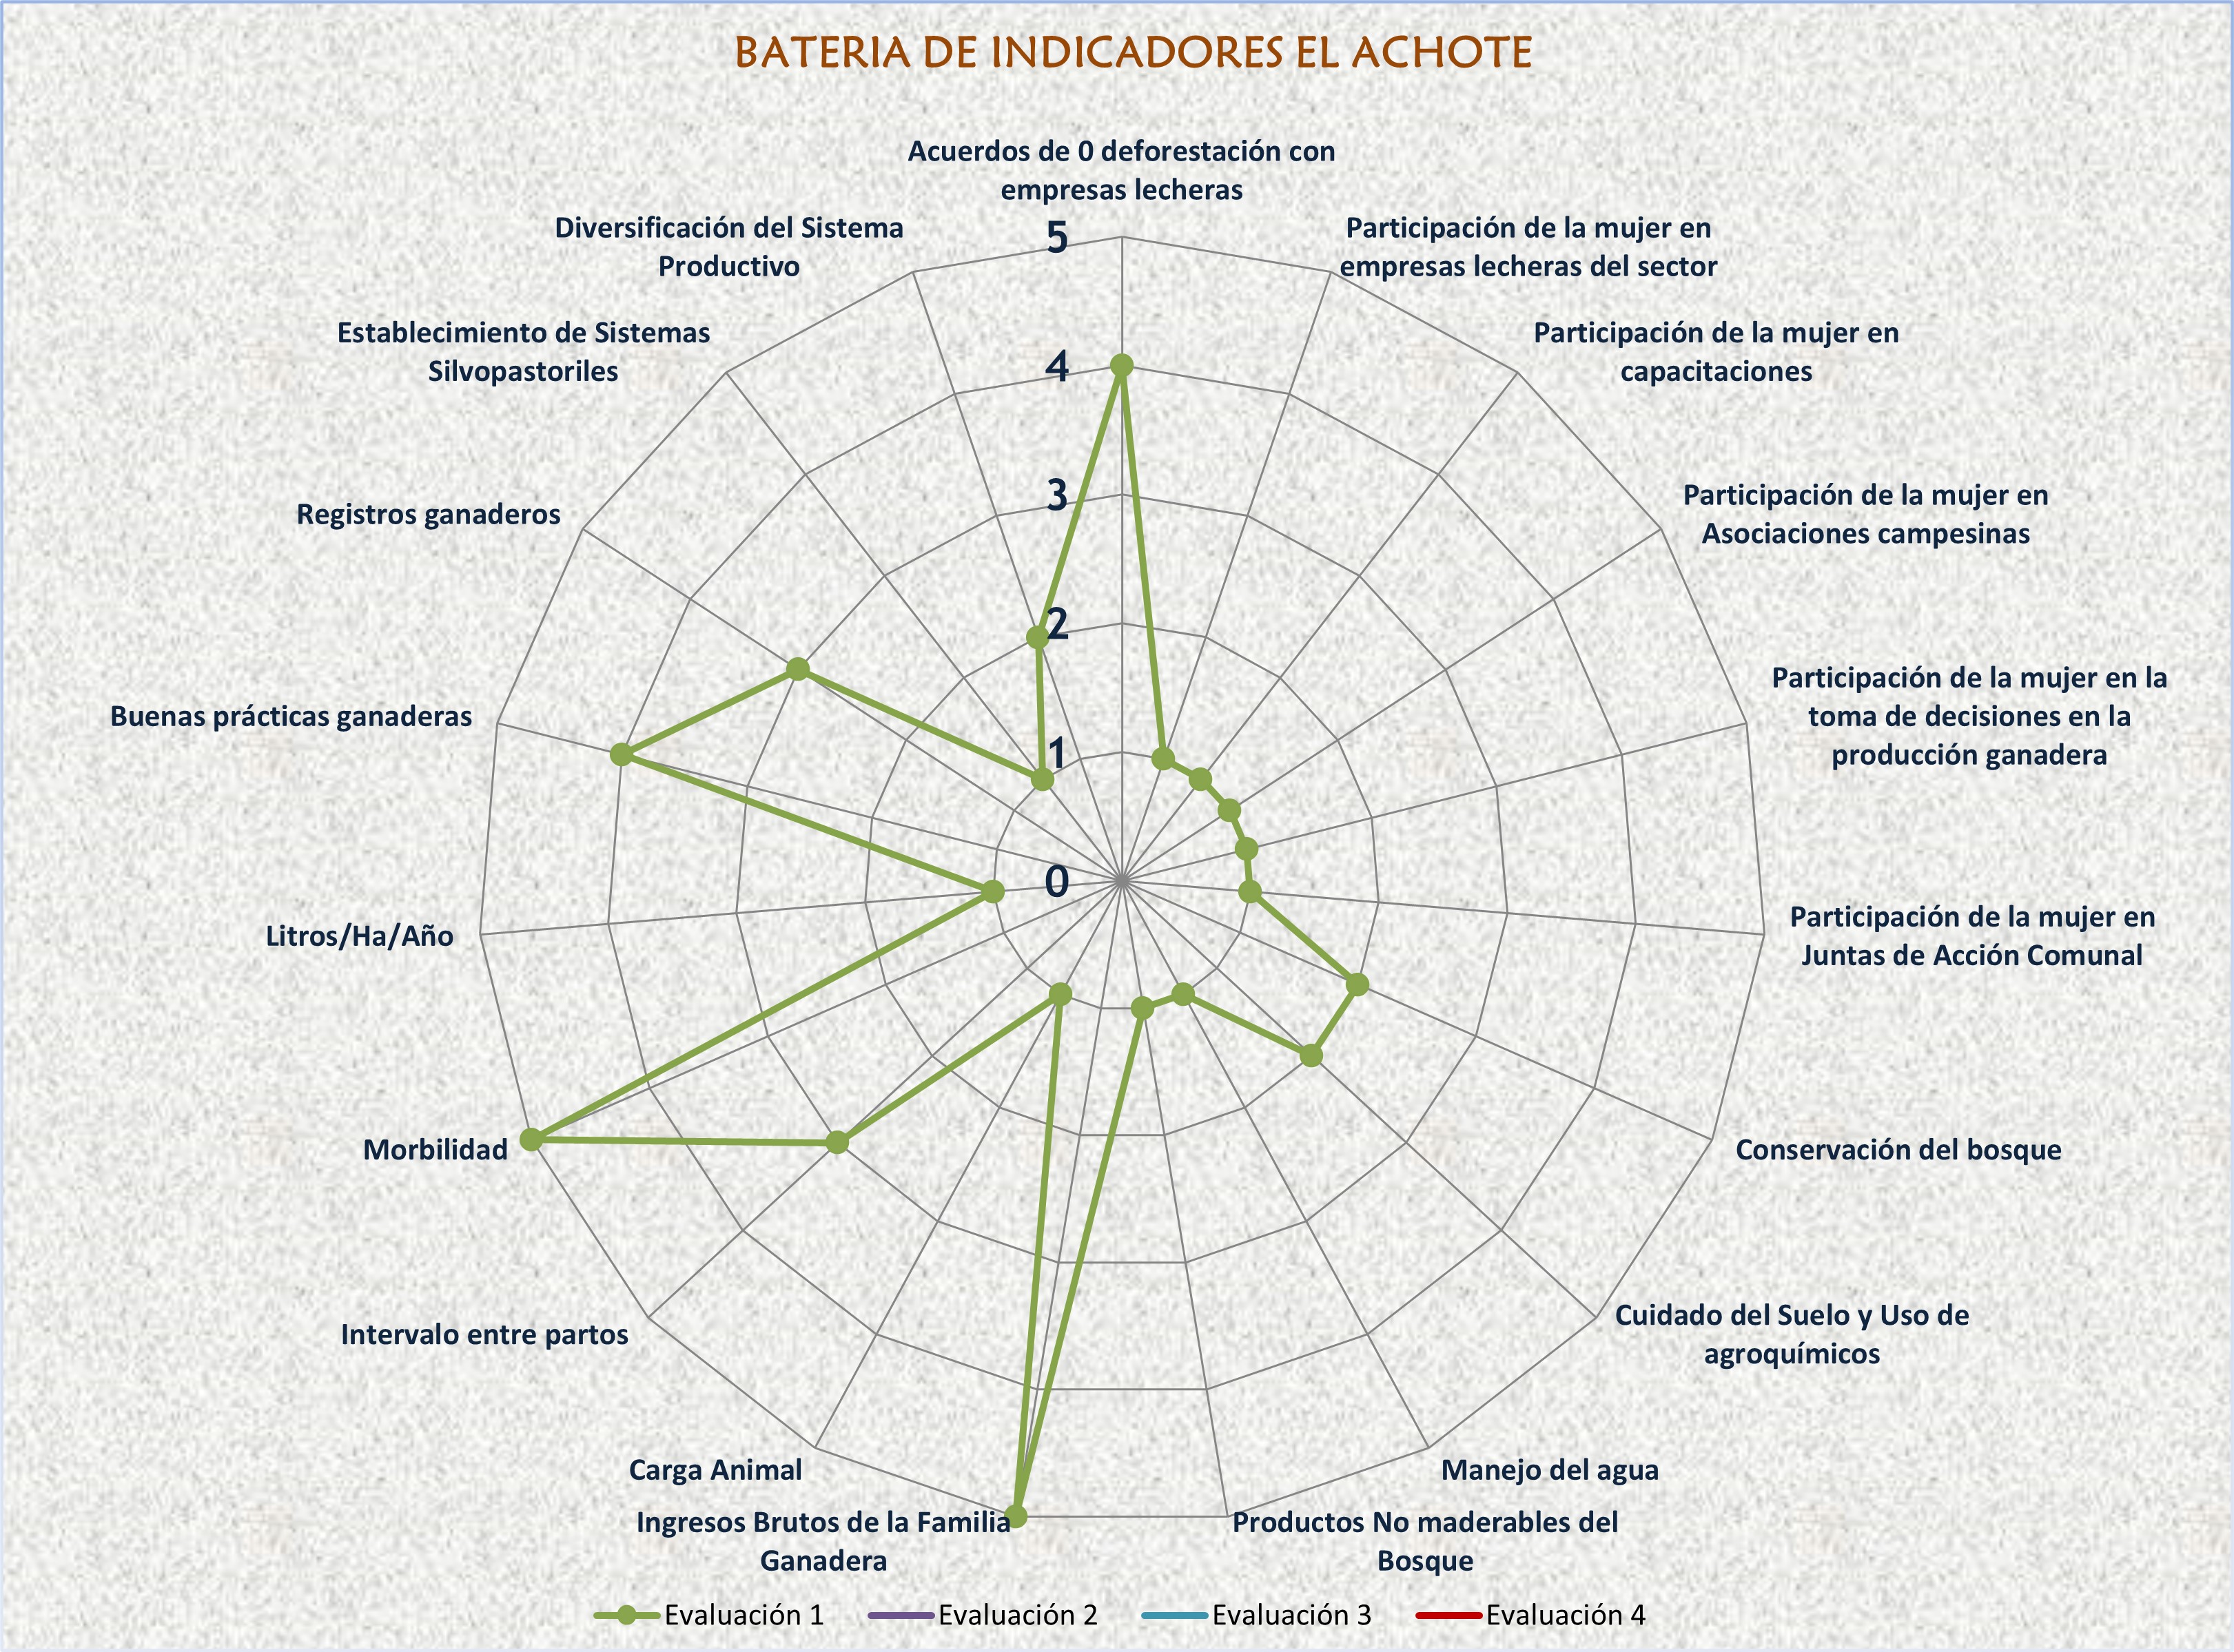 BATERIA DE INDICADORES EL ACHOTE
Acuerdos de 0 deforestación con
empresas lecheras
Participación de la mujer en
empresas lecheras del sector
Participación de la mujer en
capacitaciones
Participación de la mujer en
Asociaciones campesinas
Participación de la mujer en la
toma de decisiones en la
producción ganadera
Participación de la mujer en
Juntas de Acción Comunal
Conservación del bosque
Cuidado del Suelo y Uso de
agroquímicos
Manejo del agua
Productos No maderables del
Bosque
Ingresos Brutos de la Familia
Ganadera
Carga Animal
Intervalo entre partos
Morbilidad
Litros/Ha/Año
Buenas prácticas ganaderas
Registros ganaderos
Establecimiento de Sistemas
Silvopastoriles
Diversificación del Sistema
Productivo
5
4
3
2
1
0
Evaluación 1
Evaluación 2
Evaluación 3
Evaluación 4